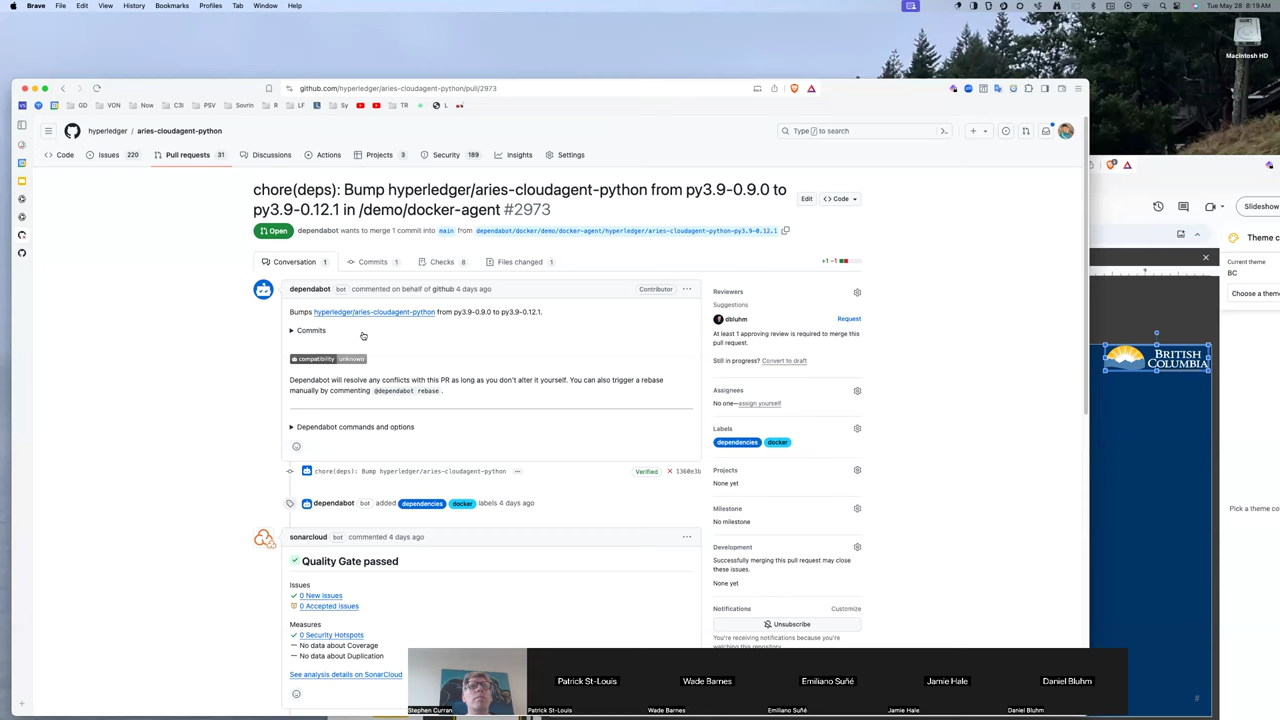 Brave File Edit View History Bookmarks Profiles Tab Window Help
Tue May 28 8:19 AM
Macintosh HD
github.com/hyperledger/aries-cloudagent-python/pull/2973
GD VON Now C3I PSV Sovrin R LF Sy TR L
hyperledger / aries-cloudagent-python
Type / to search
Code Issues 220 Pull requests 31 Discussions Actions Projects 3 Security 189 Insights Settings
chore(deps): Bump hyperledger/aries-cloudagent-python from py3.9-0.9.0 to
py3.9-0.12.1 in /demo/docker-agent #2973
Edit Code
Open dependabot wants to merge 1 commit into main from dependabot/docker/demo/docker-agent/hyperledger/aries-cloudagent-python-py3.9-0.12.1
Conversation 1 Commits 1 Checks 8 Files changed 1
+1 −1
dependabot bot commented on behalf of github 4 days ago
Contributor
Bumps hyperledger/aries-cloudagent-python from py3.9-0.9.0 to py3.9-0.12.1.
Commits
compatibility unknown
Dependabot will resolve any conflicts with this PR as long as you don't alter it yourself. You can also trigger a rebase
manually by commenting @dependabot rebase .
Dependabot commands and options
chore(deps): Bump hyperledger/aries-cloudagent-python ...
Verified 1360e3b
dependabot bot added dependencies docker labels 4 days ago
sonarcloud bot commented 4 days ago
Quality Gate passed
Issues
0 New issues
0 Accepted issues
Measures
0 Security Hotspots
No data about Coverage
No data about Duplication
See analysis details on SonarCloud
Reviewers
Suggestions
dbluhm Request
At least 1 approving review is required to merge this
pull request.
Still in progress? Convert to draft
Assignees
No one—assign yourself
Labels
dependencies docker
Projects
None yet
Milestone
No milestone
Development
Successfully merging this pull request may close
these issues.
None yet
Notifications Customize
Unsubscribe
You're receiving notifications because you're
watching this repository.
Slideshow
Theme c
Current theme
BC
Choose a theme
9
BRITISH
COLUMBIA
Pick a theme co
#
Patrick St-Louis Wade Barnes Emiliano Suñé Jamie Hale Daniel Bluhm
Stephen Curran Patrick St-Louis Wade Barnes Emiliano Suñé Jamie Hale Daniel Bluhm